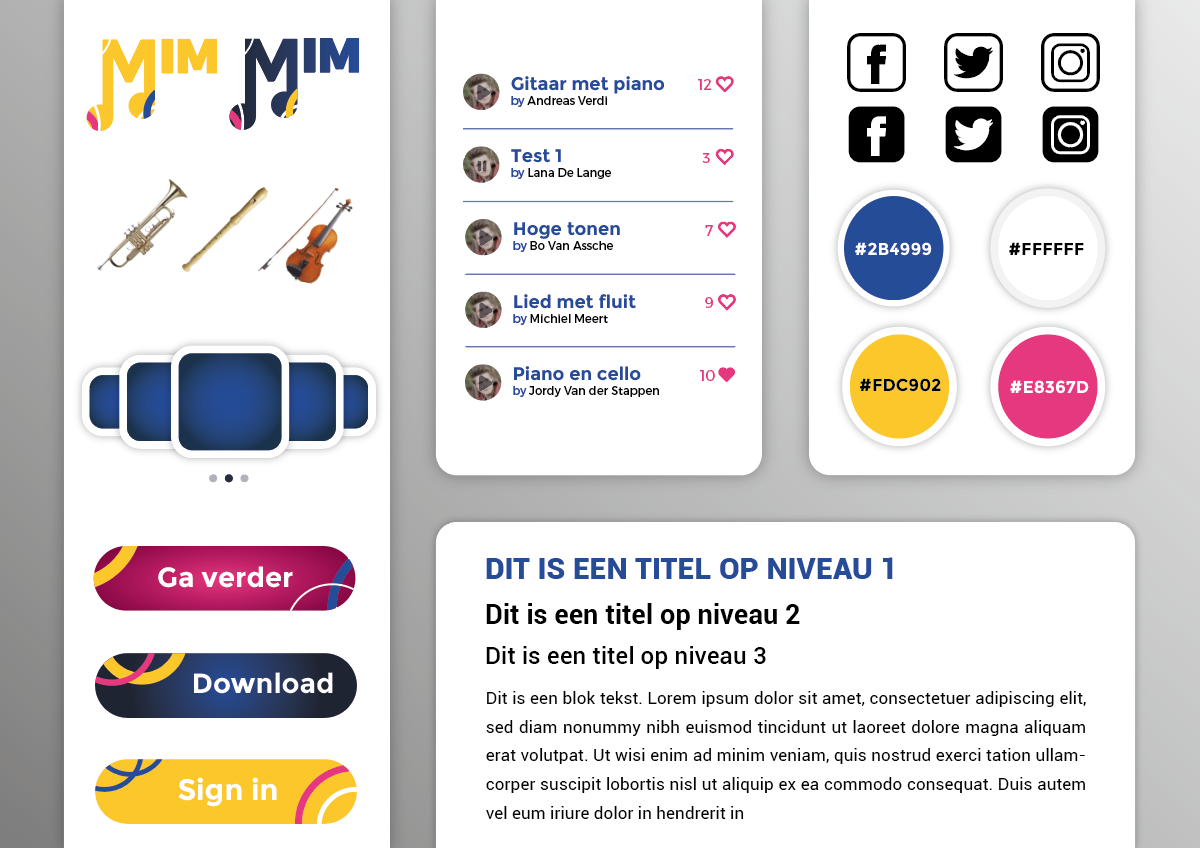 MIM MIM
Ga verder
Download
Sign in
Gitaar met piano 12
by Andreas Verdi
Test 1 3
by Lana De Lange
Hoge tonen 7
by Bo Van Assche
Lied met fluit 9
by Michiel Meert
Piano en cello 10
by Jordy Van der Stappen
#2B4999 #FFFFFF
#FDC902 #E8367D
DIT IS EEN TITEL OP NIVEAU 1
Dit is een titel op niveau 2
Dit is een titel op niveau 3
Dit is een blok tekst. Lorem ipsum dolor sit amet, consectetuer adipiscing elit,
sed diam nonummy nibh euismod tincidunt ut laoreet dolore magna aliquam
erat volutpat. Ut wisi enim ad minim veniam, quis nostrud exerci tation ullam-
corper suscipit lobortis nisl ut aliquip ex ea commodo consequat. Duis autem
vel eum iriure dolor in hendrerit in